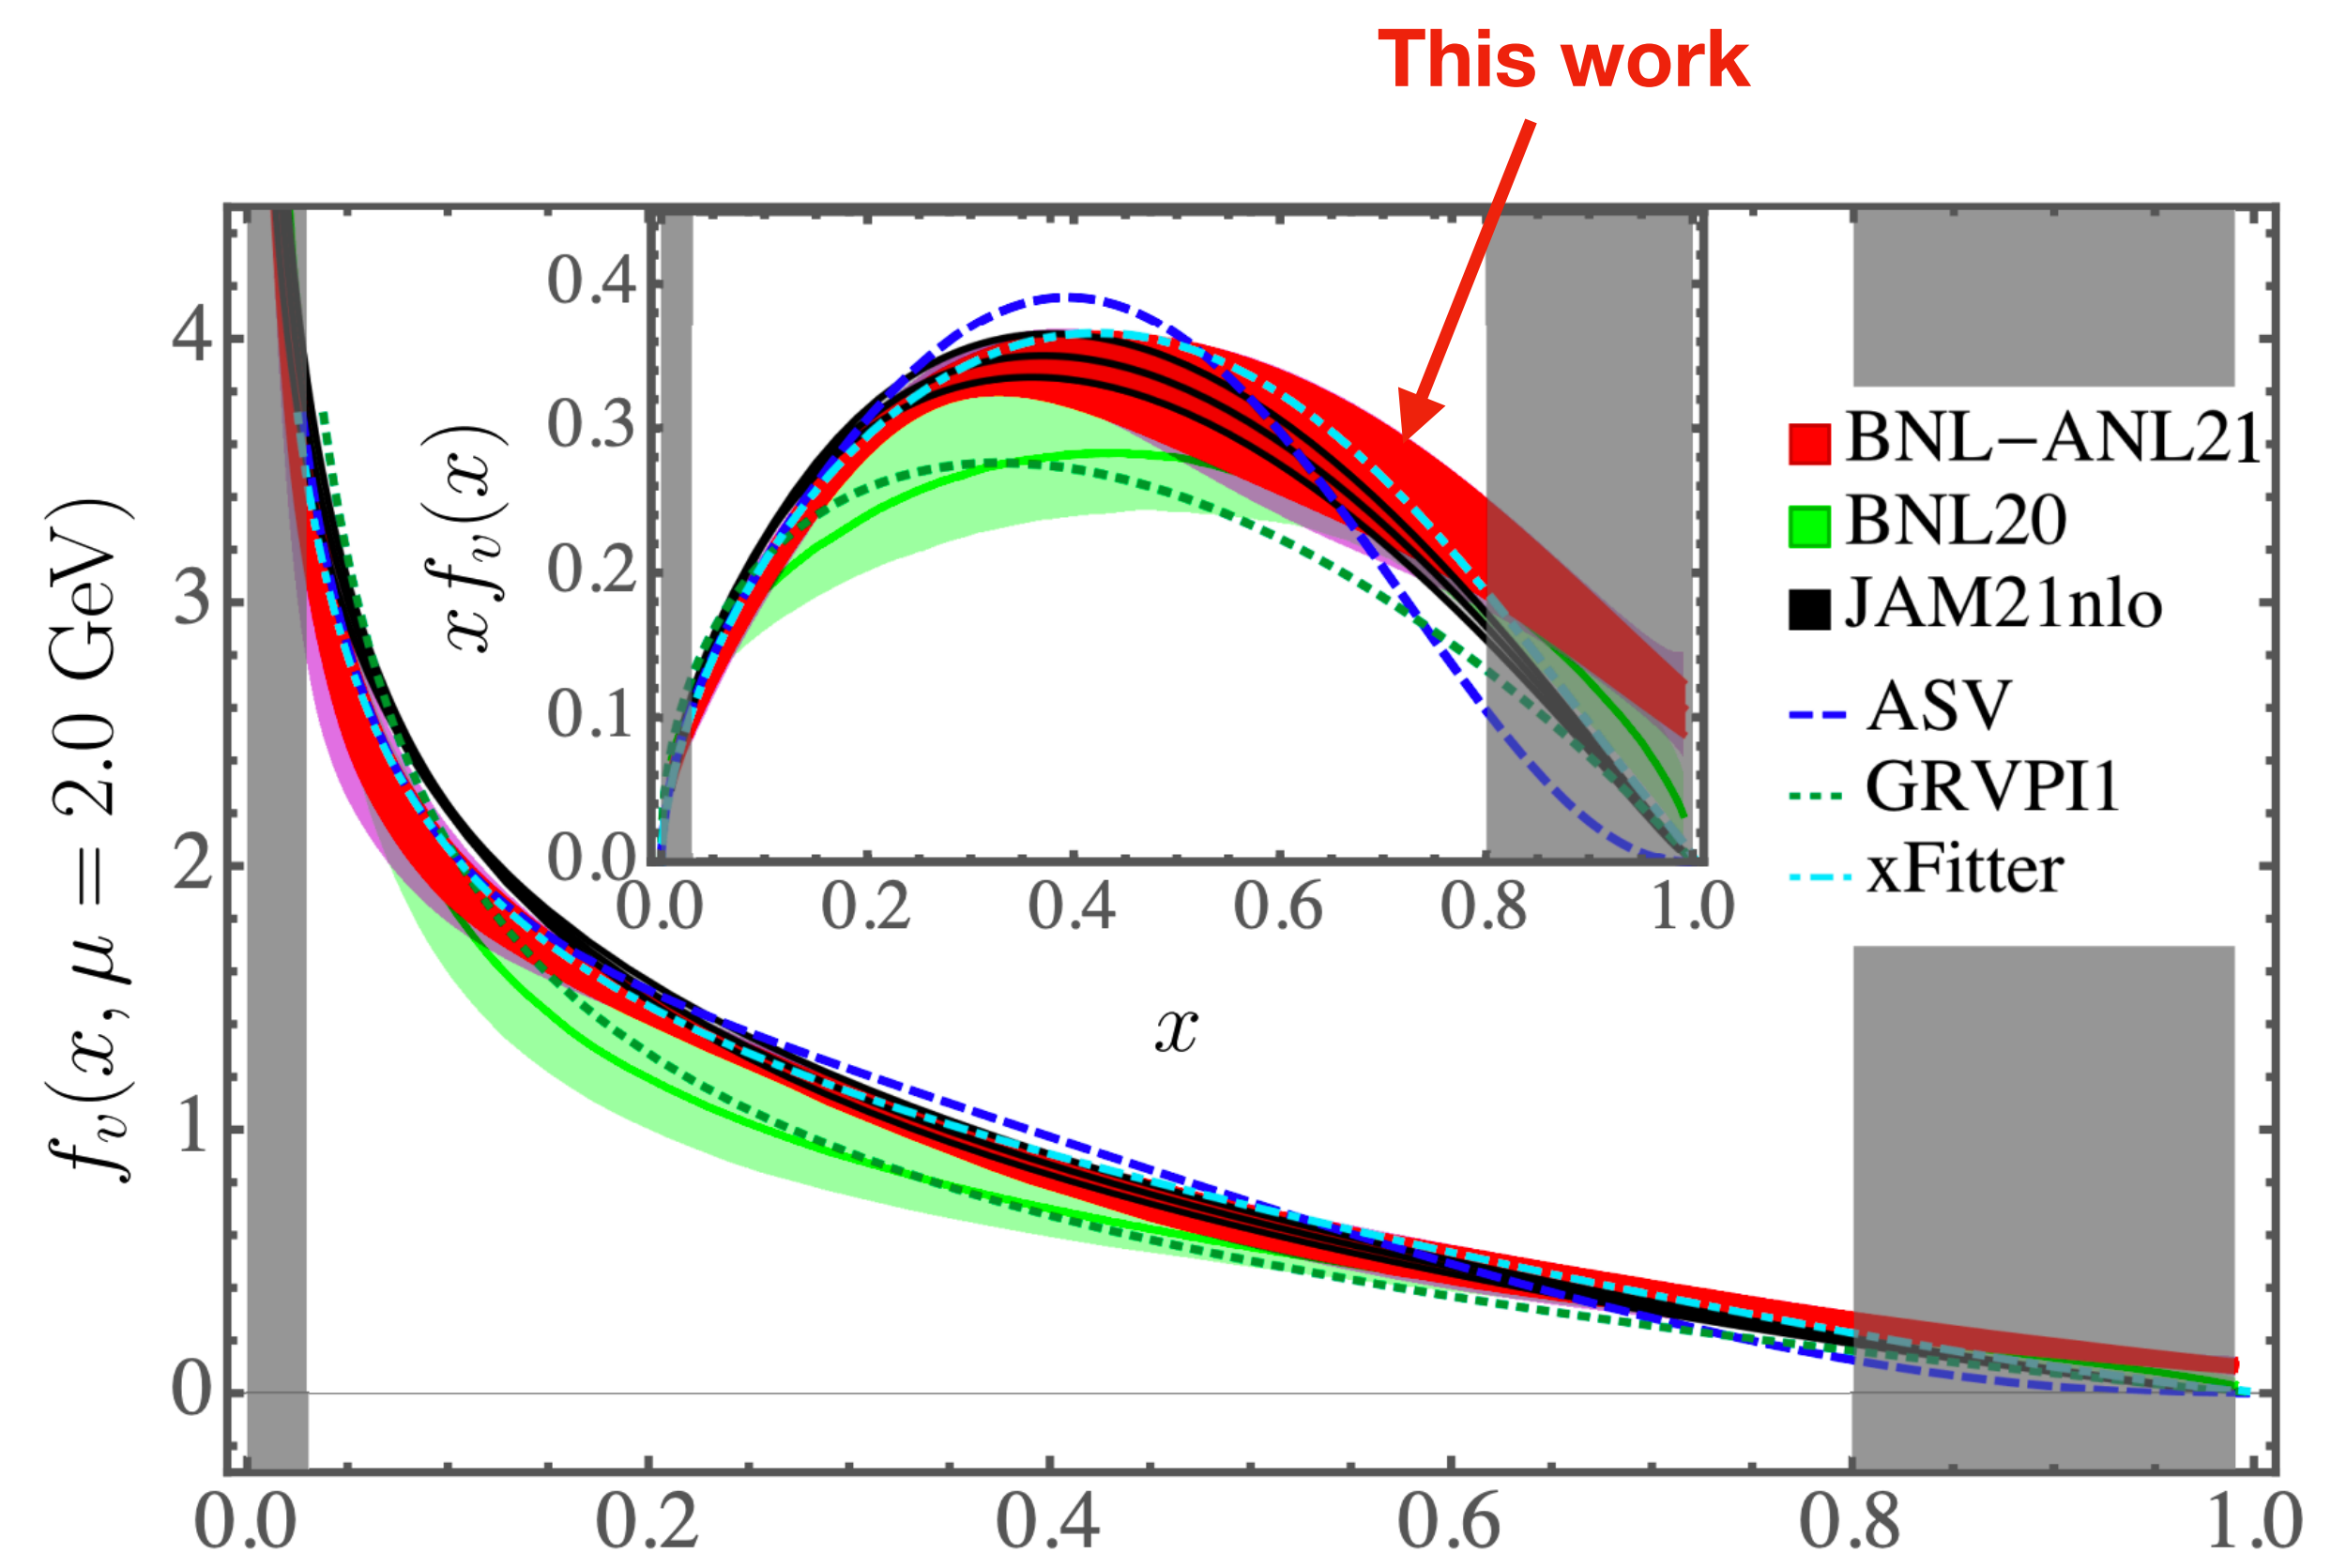 This work
f_v(x, μ = 2.0 GeV)
4
3
2
1
0
0.0 0.2 0.4 0.6 0.8 1.0
x
x f_v(x)
0.4
0.3
0.2
0.1
0.0
0.0 0.2 0.4 0.6 0.8 1.0
BNL−ANL21
BNL20
JAM21nlo
ASV
GRVPI1
xFitter